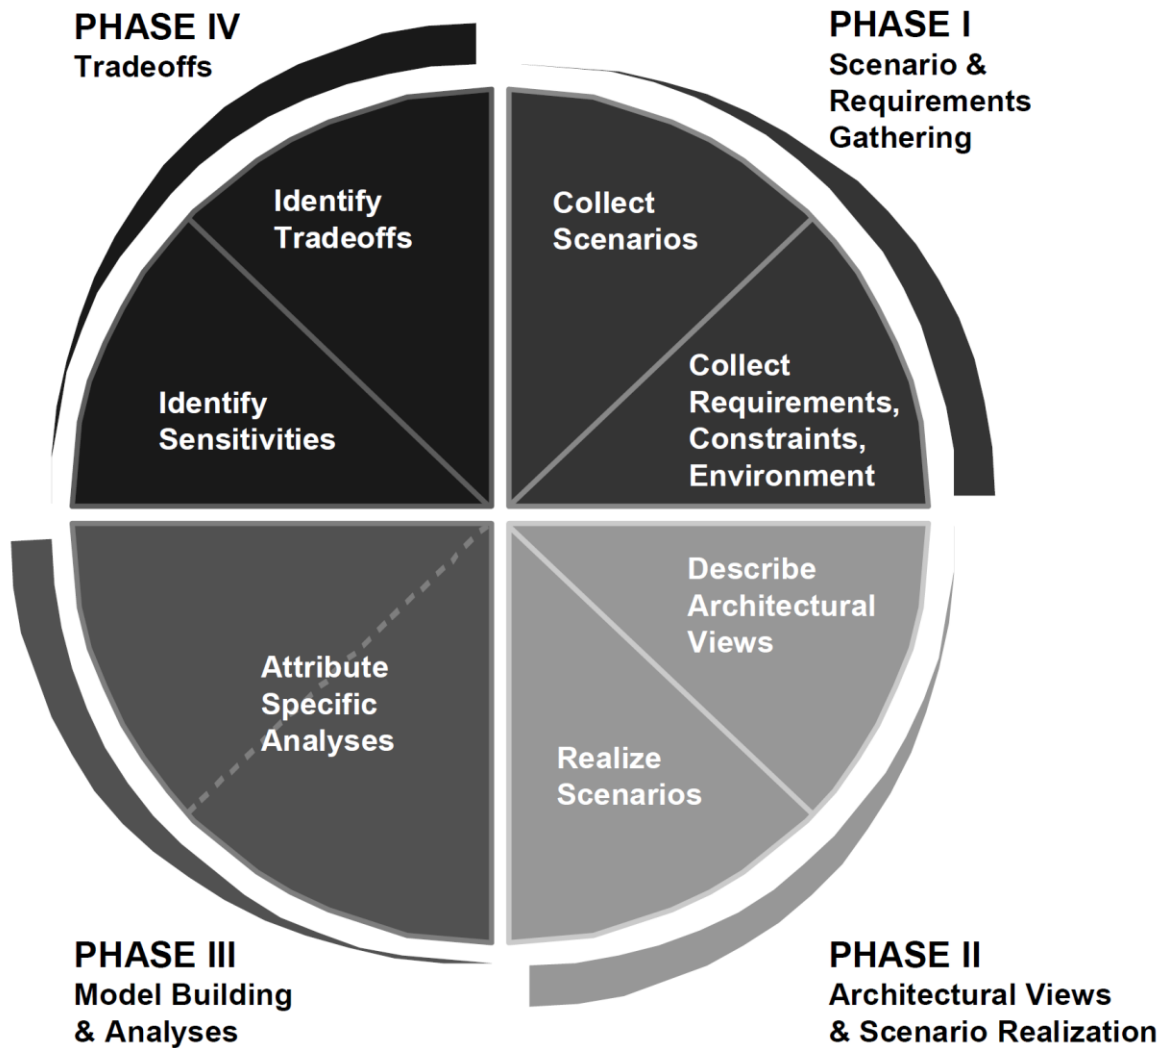 PHASE IV
Tradeoffs
PHASE I
Scenario &
Requirements
Gathering
Identify
Tradeoffs
Collect
Scenarios
Identify
Sensitivities
Collect
Requirements,
Constraints,
Environment
Attribute
Specific
Analyses
Describe
Architectural
Views
Realize
Scenarios
PHASE III
Model Building
& Analyses
PHASE II
Architectural Views
& Scenario Realization